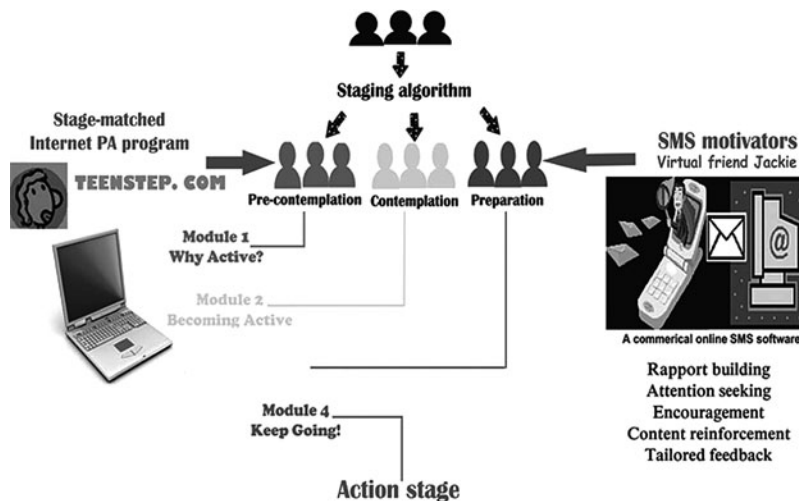 Staging algorithm
Stage-matched
Internet PA program
TEENSTEP. COM
SMS motivators
Virtual friend Jackie
Pre-contemplation
Contemplation
Preparation
Module 1
Why Active?
Module 2
Becoming Active
Module 4
Keep Going!
Action stage
@
A commerical online SMS software
Rapport building
Attention seeking
Encouragement
Content reinforcement
Tailored feedback